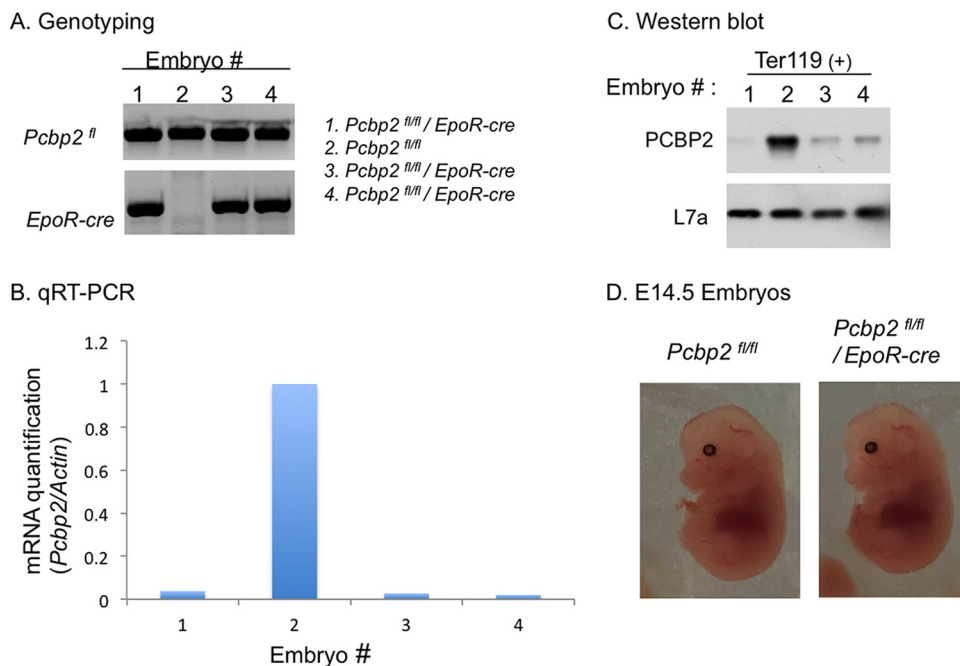 A. Genotyping
Embryo #
1 2 3 4
Pcbp2 fl
EpoR-cre
1. Pcbp2 fl/fl / EpoR-cre
2. Pcbp2 fl/fl
3. Pcbp2 fl/fl / EpoR-cre
4. Pcbp2 fl/fl / EpoR-cre
C. Western blot
Ter119 (+)
Embryo # : 1 2 3 4
PCBP2
L7a
B. qRT-PCR
mRNA quantification
(Pcbp2/Actin)
1.2
1
0.8
0.6
0.4
0.2
0
1 2 3 4
Embryo #
D. E14.5 Embryos
Pcbp2 fl/fl
Pcbp2 fl/fl
/ EpoR-cre